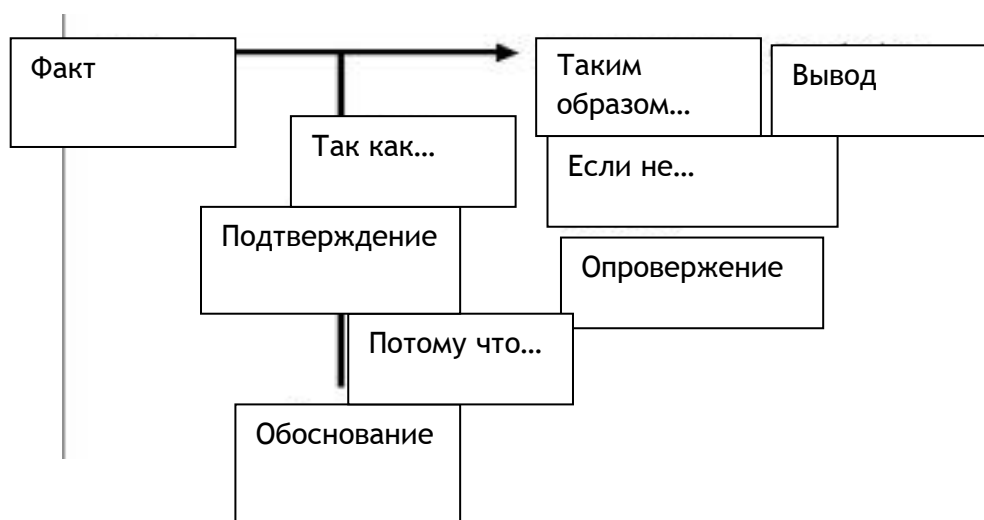 Факт
Таким
образом…
Вывод
Так как…
Если не…
Подтверждение
Опровержение
Потому что…
Обоснование